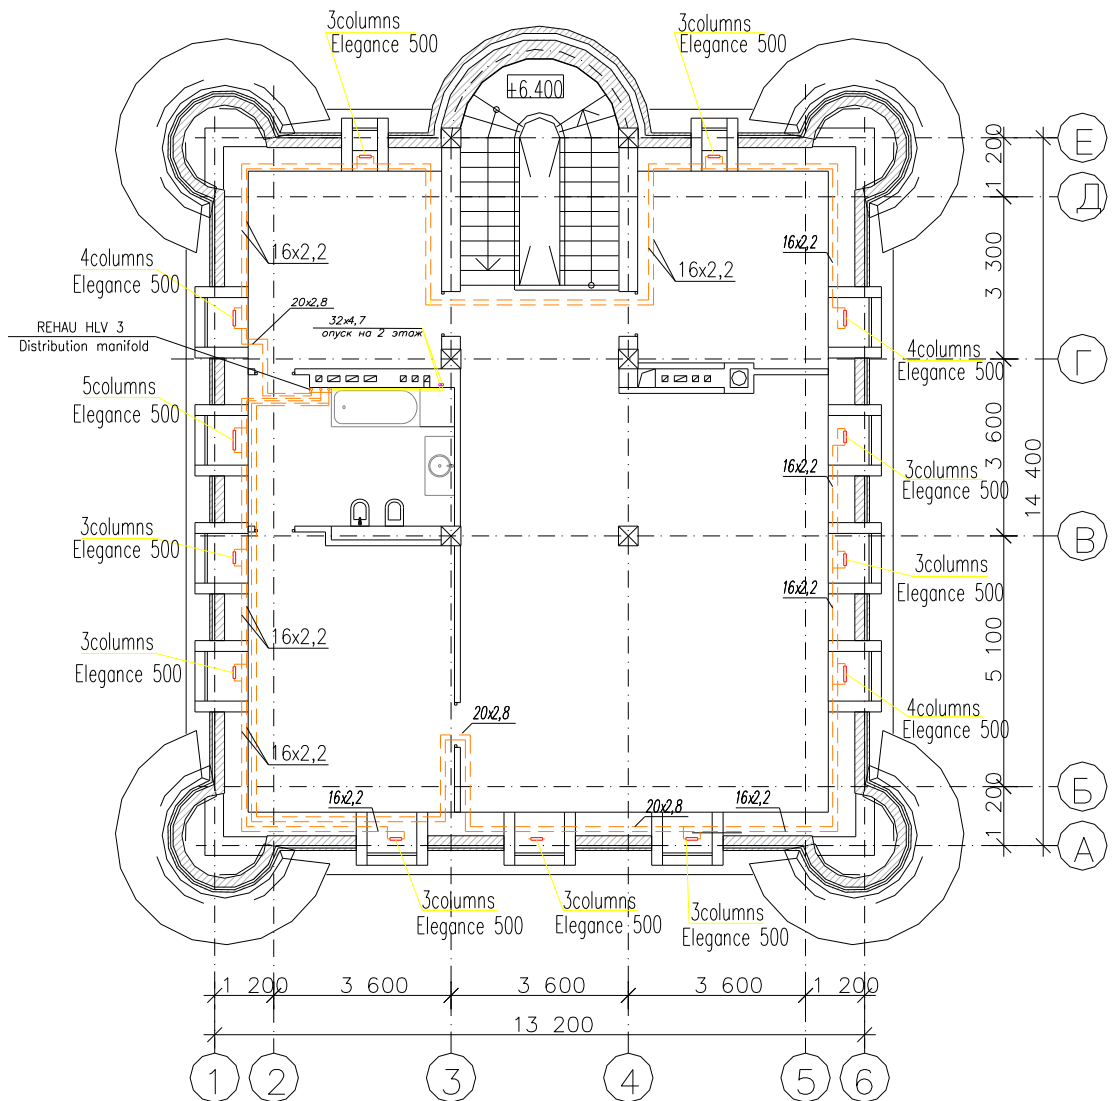 3columns
Elegance 500
3columns
Elegance 500
+6.400
Е
Д
1 200
16x2,2
16x2,2
16x2,2
3 300
4columns
Elegance 500
20x2,8
32x4,7
опуск на 2 этаж
REHAU HLV 3
Distribution manifold
4columns
Elegance 500
Г
5columns
Elegance 500
3 600
14 400
16x2,2
3columns
Elegance 500
В
3columns
Elegance 500
3columns
Elegance 500
16x2,2
16x2,2
5 100
3columns
Elegance 500
4columns
Elegance 500
20x2,8
16x2,2
16x2,2
20x2,8
16x2,2
Б
1 200
А
3columns
Elegance 500
3columns
Elegance 500
3columns
Elegance 500
1 200
3 600
3 600
3 600
1 200
13 200
1
2
3
4
5
6